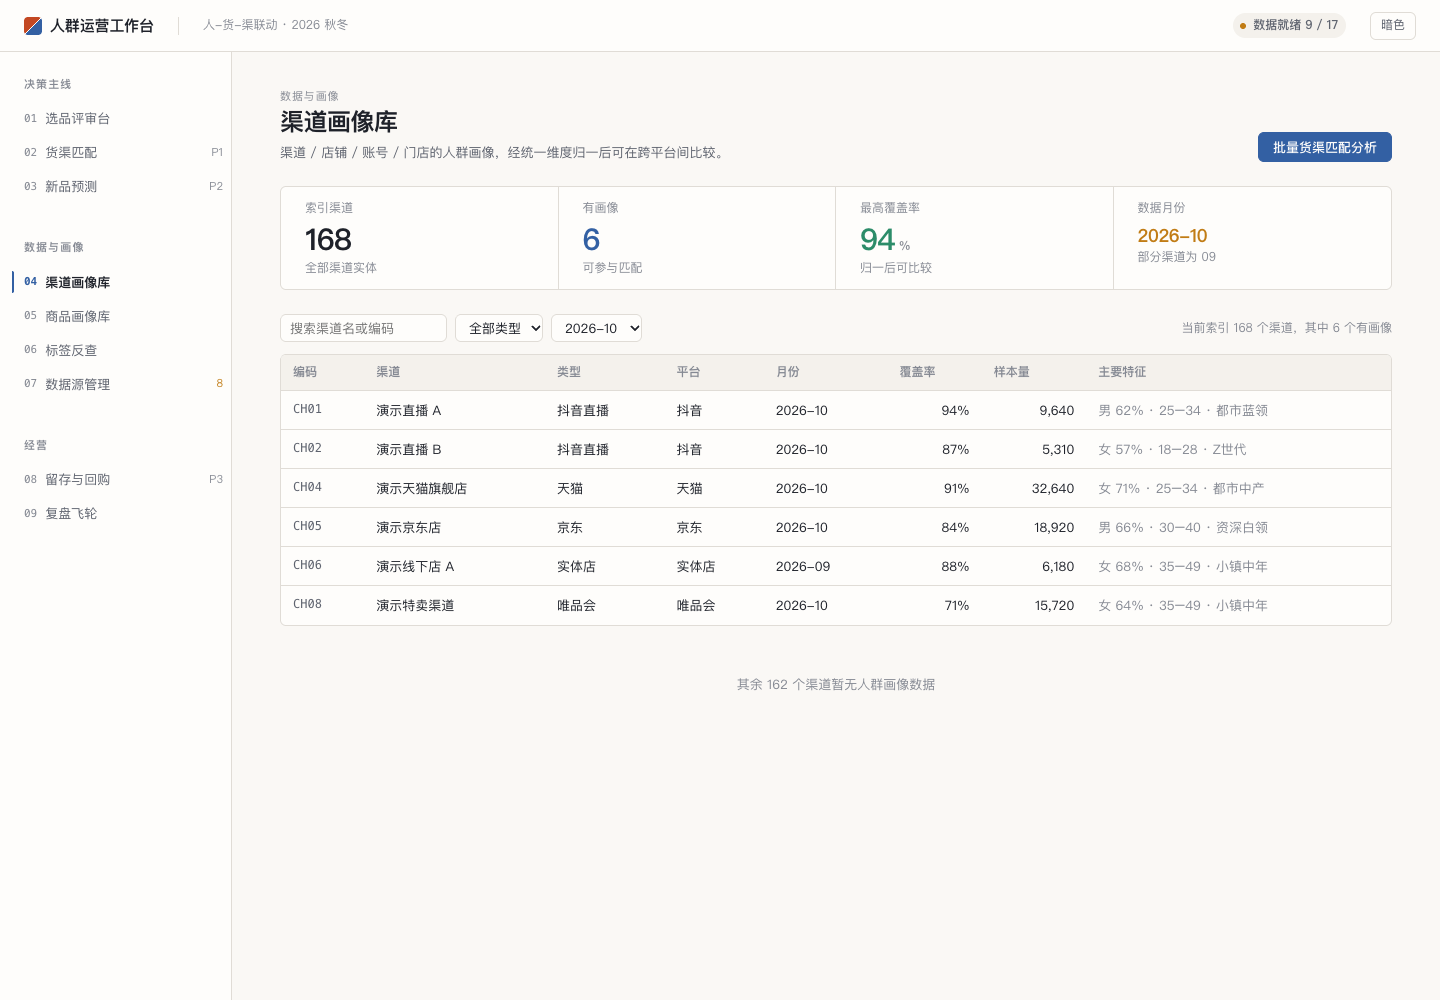 人群运营工作台
人–货–渠联动 · 2026 秋冬
数据就绪 9 / 17
暗色
决策主线
01 选品评审台
02 货渠匹配 P1
03 新品预测 P2
数据与画像
04 渠道画像库
05 商品画像库
06 标签反查
07 数据源管理 8
经营
08 留存与回购 P3
09 复盘飞轮
数据与画像
渠道画像库
渠道 / 店铺 / 账号 / 门店的人群画像，经统一维度归一后可在跨平台间比较。
批量货渠匹配分析
索引渠道
168
全部渠道实体
有画像
6
可参与匹配
最高覆盖率
94 %
归一后可比较
数据月份
2026–10
部分渠道为 09
搜索渠道名或编码
全部类型
2026–10
当前索引 168 个渠道，其中 6 个有画像
编码 渠道 类型 平台 月份 覆盖率 样本量 主要特征
CH01 演示直播 A 抖音直播 抖音 2026–10 94% 9,640 男 62% · 25–34 · 都市蓝领
CH02 演示直播 B 抖音直播 抖音 2026–10 87% 5,310 女 57% · 18–28 · Z世代
CH04 演示天猫旗舰店 天猫 天猫 2026–10 91% 32,640 女 71% · 25–34 · 都市中产
CH05 演示京东店 京东 京东 2026–10 84% 18,920 男 66% · 30–40 · 资深白领
CH06 演示线下店 A 实体店 实体店 2026–09 88% 6,180 女 68% · 35–49 · 小镇中年
CH08 演示特卖渠道 唯品会 唯品会 2026–10 71% 15,720 女 64% · 35–49 · 小镇中年
其余 162 个渠道暂无人群画像数据